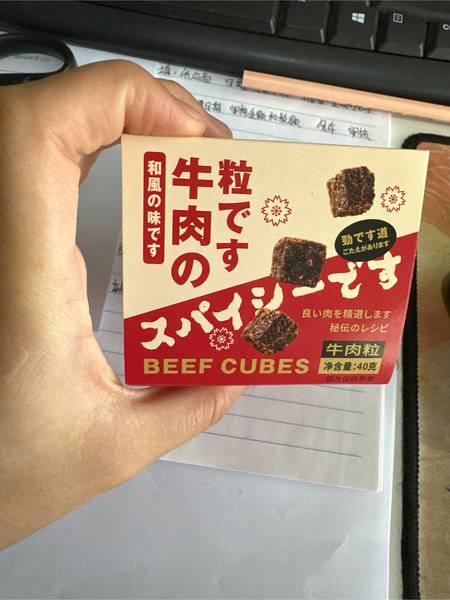 和風の味です
牛肉の
粒です
勁です道
ごたえがあります
スパイシーです
良い肉を精選します
秘伝のレシピ
BEEF CUBES
牛肉粒
净含量:40克
图片仅供参考